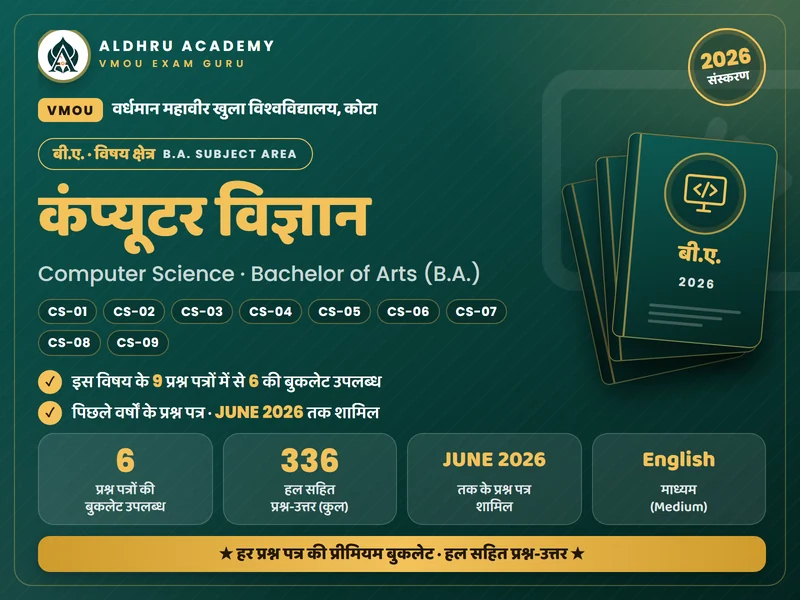 ALDHRU ACADEMY
VMOU EXAM GURU
2026
संस्करण
VMOU वर्धमान महावीर खुला विश्वविद्यालय, कोटा
बी.ए. · विषय क्षेत्र B.A. SUBJECT AREA
कंप्यूटर विज्ञान
Computer Science · Bachelor of Arts (B.A.)
CS-01 CS-02 CS-03 CS-04 CS-05 CS-06 CS-07
CS-08 CS-09
</>
बी.ए.
2026
इस विषय के 9 प्रश्न पत्रों में से 6 की बुकलेट उपलब्ध
पिछले वर्षों के प्रश्न पत्र · JUNE 2026 तक शामिल
6
प्रश्न पत्रों की
बुकलेट उपलब्ध
336
हल सहित
प्रश्न-उत्तर (कुल)
JUNE 2026
तक के प्रश्न पत्र
शामिल
English
माध्यम
(Medium)
★ हर प्रश्न पत्र की प्रीमियम बुकलेट · हल सहित प्रश्न-उत्तर ★